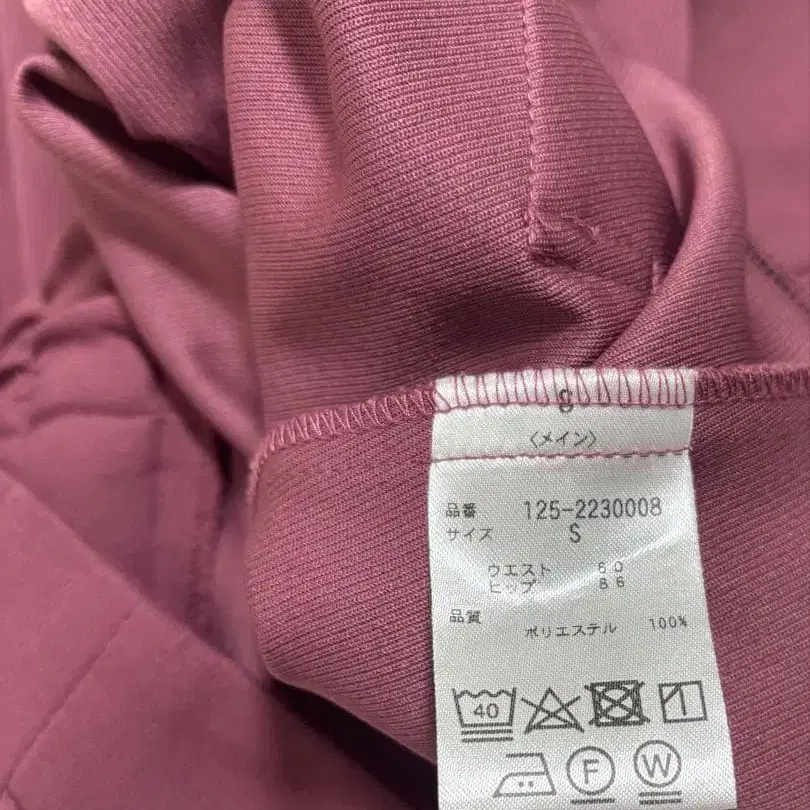 〈メイン〉
品番 125-2230008
サイズ S
ウエスト 60
ヒップ 86
品質
ポリエステル 100%
40
F W